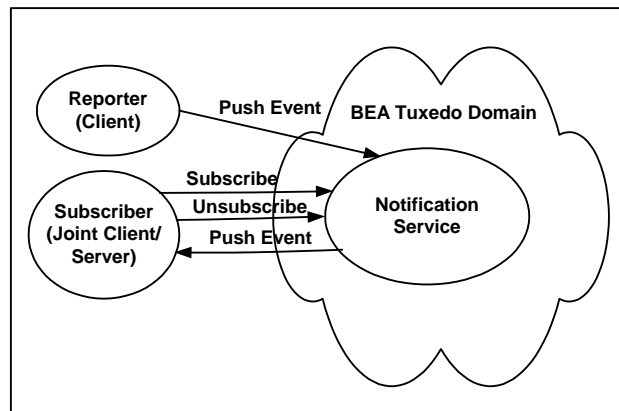 Reporter
(Client)
Push Event
BEA Tuxedo Domain
Subscribe
Unsubscribe
Push Event
Subscriber
(Joint Client/
Server)
Notification
Service